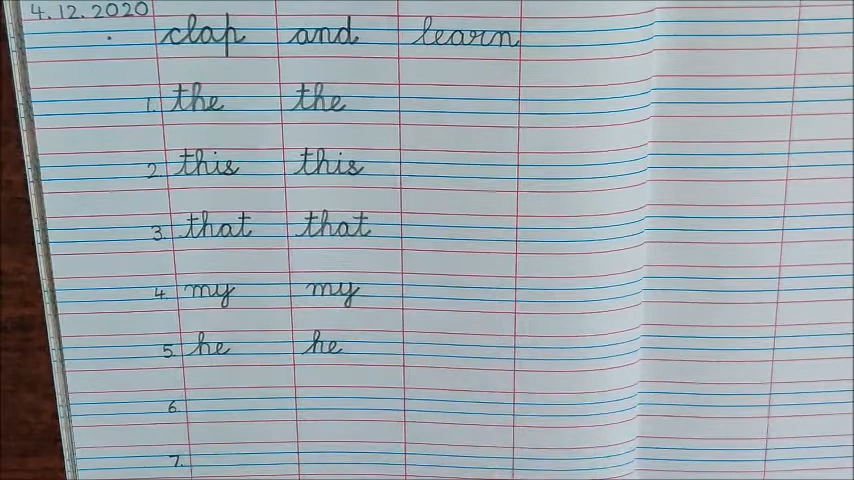 4.12.2020
clap and learn
1. the the
2. this this
3. that that
4. my my
5. he he
6.
7.